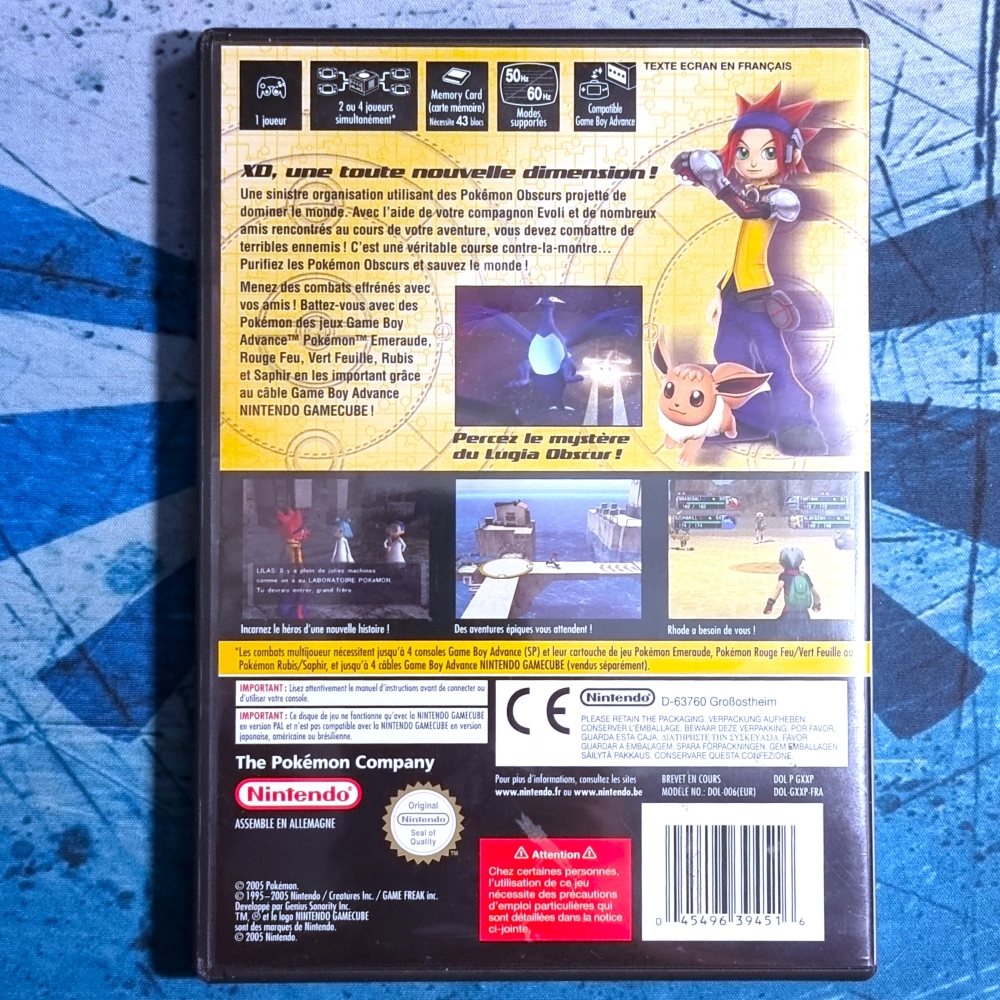 TEXTE ECRAN EN FRANÇAIS
1 joueur
2 ou 4 joueurs
simultanément*
Memory Card
(carte mémoire)
Nécessite 43 blocs
50Hz
60Hz
Modes
supportés
Compatible
Game Boy Advance
XD, une toute nouvelle dimension !
Une sinistre organisation utilisant des Pokémon Obscurs projette de
dominer le monde. Avec l'aide de votre compagnon Evoli et de nombreux
amis rencontrés au cours de votre aventure, vous devez combattre de
terribles ennemis ! C'est une véritable course contre-la-montre...
Purifiez les Pokémon Obscurs et sauvez le monde !
Menez des combats effrénés avec
vos amis ! Battez-vous avec des
Pokémon des jeux Game Boy
Advance™ Pokémon™ Emeraude,
Rouge Feu, Vert Feuille, Rubis
et Saphir en les important grâce
au câble Game Boy Advance
NINTENDO GAMECUBE !
Percez le mystère
du Lugia Obscur !
LILAS: Il y a plein de jolies machines
comme on a au LABORATOIRE POKéMON.
Tu devrais entrer, grand frère.
Incarnez le héros d'une nouvelle histoire !
Des aventures épiques vous attendent !
Rhode a besoin de vous !
*Les combats multijoueur nécessitent jusqu'à 4 consoles Game Boy Advance (SP) et leur cartouche de jeu Pokémon Emeraude, Pokémon Rouge Feu/Vert Feuille ou
Pokémon Rubis/Saphir, et jusqu'à 4 câbles Game Boy Advance NINTENDO GAMECUBE (vendus séparément).
IMPORTANT : Lisez attentivement le manuel d'instructions avant de connecter ou
d'utiliser votre console.
IMPORTANT : Ce disque de jeu ne fonctionne qu'avec la NINTENDO GAMECUBE
en version PAL et n'est pas compatible avec la NINTENDO GAMECUBE en version
japonaise, américaine ou brésilienne.
CE
Nintendo D-63760 Großostheim
PLEASE RETAIN THE PACKAGING. VERPACKUNG AUFHEBEN.
CONSERVER L'EMBALLAGE. BEWAAR DEZE VERPAKKING. POR FAVOR,
GUARDA ESTA CAJA. ΔΙΑΤΗΡΗΣΤΕ ΤΗΝ ΣΥΣΚΕΥΑΣΙΑ. FAVOR
GUARDAR A EMBALAGEM. SPARA FÖRPACKNINGEN. GEM EMBALLAGEN
SÄILYTÄ PAKKAUS. CONSERVARE QUESTA CONFEZIONE.
The Pokémon Company
Nintendo
ASSEMBLE EN ALLEMAGNE
Original
Nintendo
Seal of
Quality
TM
Pour plus d'informations, consultez les sites
www.nintendo.fr ou www.nintendo.be
BREVET EN COURS
MODÈLE NO.: DOL-006(EUR)
DOL P GXXP
DOL-GXXP-FRA
Attention
Chez certaines personnes,
l'utilisation de ce jeu
nécessite des précautions
d'emploi particulières qui
sont détaillées dans la notice
ci-jointe.
0 45496 39451 6
© 2005 Pokémon.
© 1995–2005 Nintendo / Creatures Inc. / GAME FREAK inc.
Développé par Genius Sonority Inc.
TM, ® et le logo NINTENDO GAMECUBE
sont des marques de Nintendo.
© 2005 Nintendo.